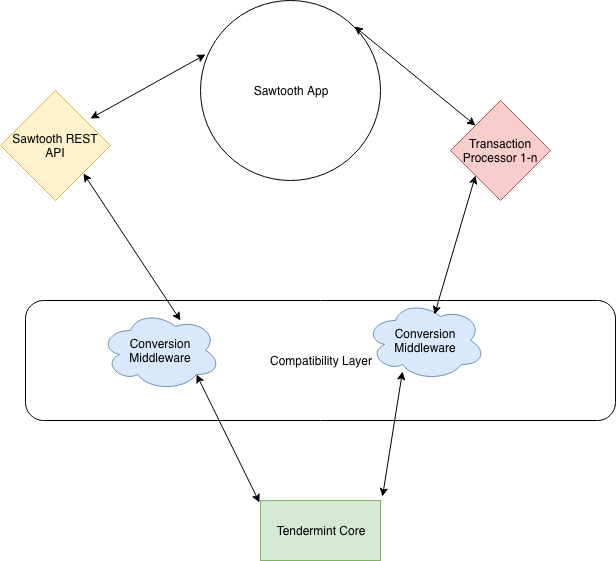 Sawtooth App
Sawtooth REST
API
Transaction
Processor 1-n
Conversion
Middleware
Conversion
Middleware
Compatibility Layer
Tendermint Core